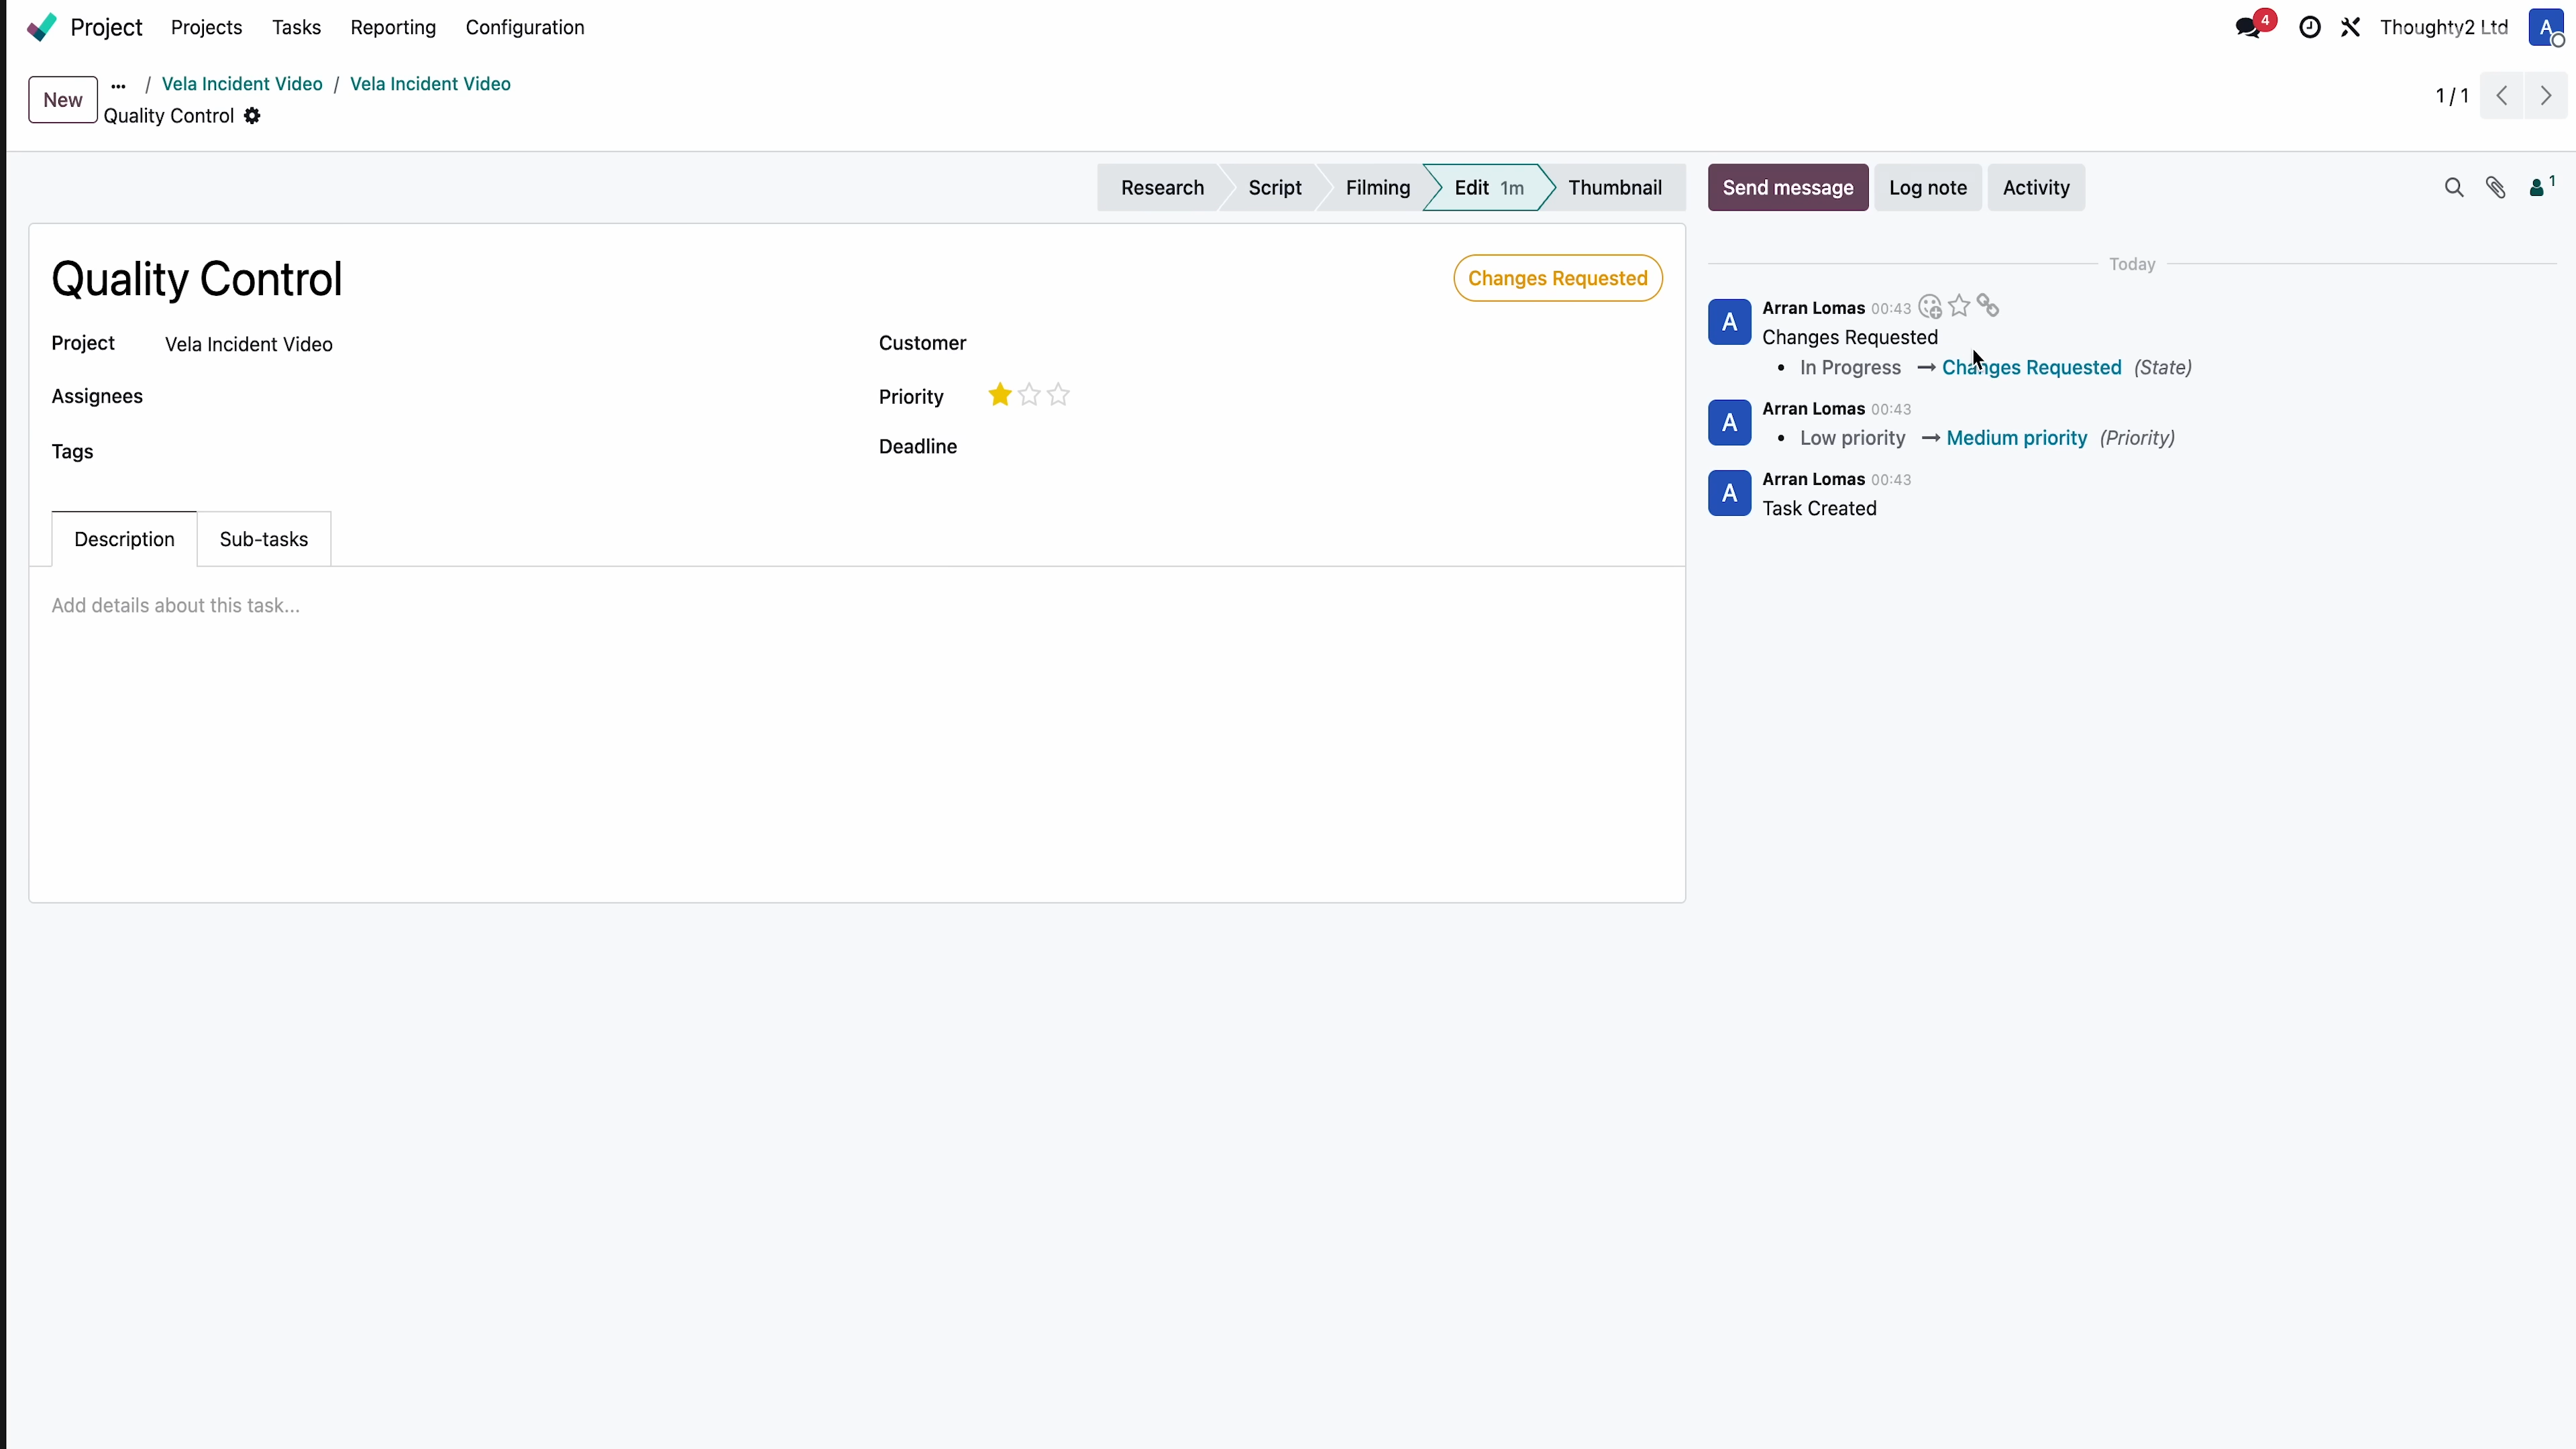 Project Projects Tasks Reporting Configuration
4 Thoughty2 Ltd A
New ... / Vela Incident Video / Vela Incident Video
Quality Control
1 / 1
Research Script Filming Edit 1m Thumbnail
Send message Log note Activity
1
Quality Control
Changes Requested
Project Vela Incident Video
Assignees
Tags
Customer
Priority
Deadline
Description Sub-tasks
Add details about this task...
Today
A Arran Lomas 00:43
Changes Requested
• In Progress → Changes Requested (State)
A Arran Lomas 00:43
• Low priority → Medium priority (Priority)
A Arran Lomas 00:43
Task Created